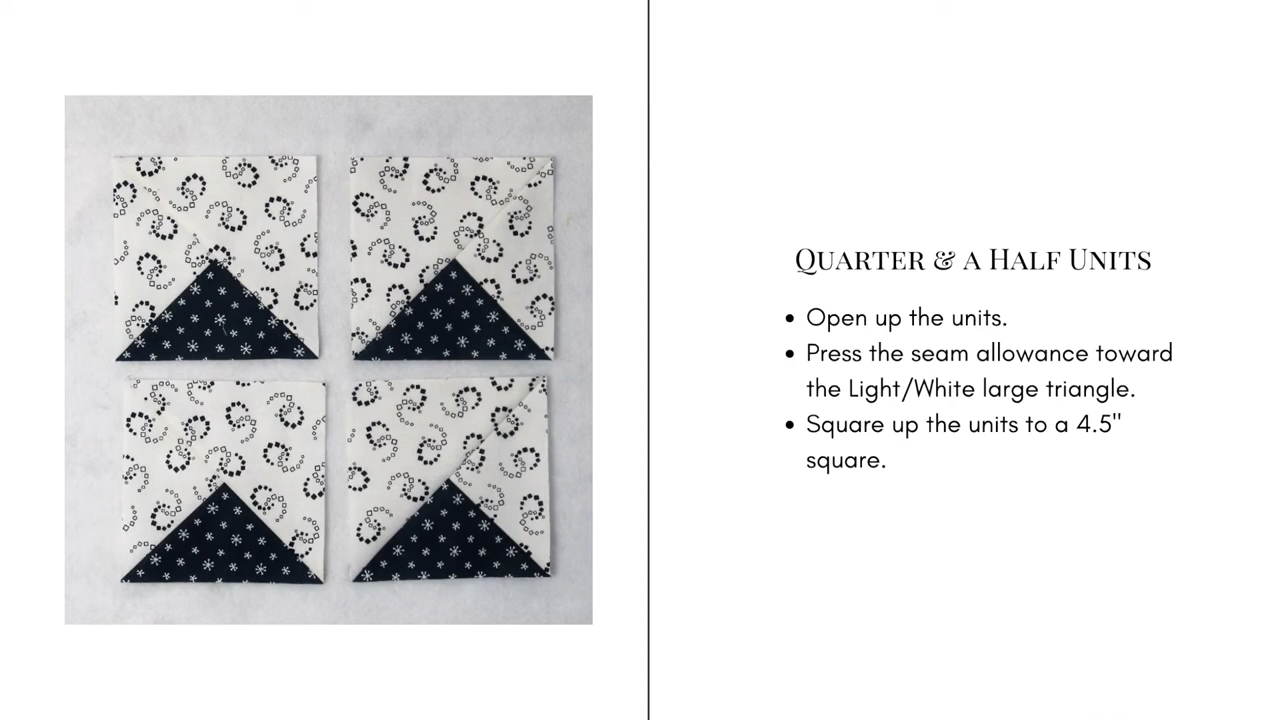 Quarter & a Half Units
• Open up the units.
• Press the seam allowance toward
the Light/White large triangle.
• Square up the units to a 4.5"
square.